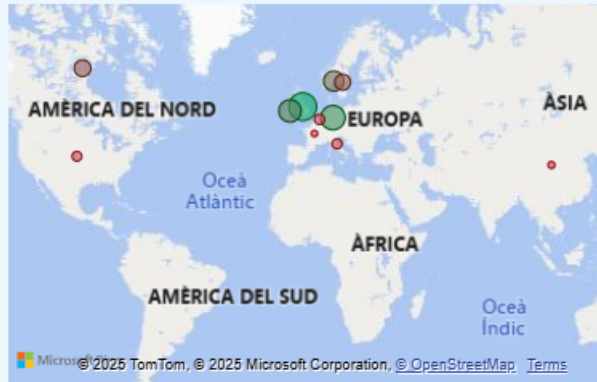 AMÈRICA DEL NORD
EUROPA
ÀSIA
Oceà
Atlàntic
ÀFRICA
AMÈRICA DEL SUD
Oceà
Índic
Microsoft
© 2025 TomTom, © 2025 Microsoft Corporation, © OpenStreetMap Terms